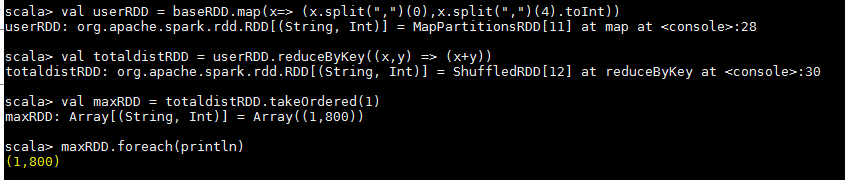 scala> val userRDD = baseRDD.map(x=> (x.split(",")(0),x.split(",")(4).toInt))
userRDD: org.apache.spark.rdd.RDD[(String, Int)] = MapPartitionsRDD[11] at map at <console>:28
scala> val totaldistRDD = userRDD.reduceByKey((x,y) => (x+y))
totaldistRDD: org.apache.spark.rdd.RDD[(String, Int)] = ShuffledRDD[12] at reduceByKey at <console>:30
scala> val maxRDD = totaldistRDD.takeOrdered(1)
maxRDD: Array[(String, Int)] = Array((1,800))
scala> maxRDD.foreach(println)
(1,800)